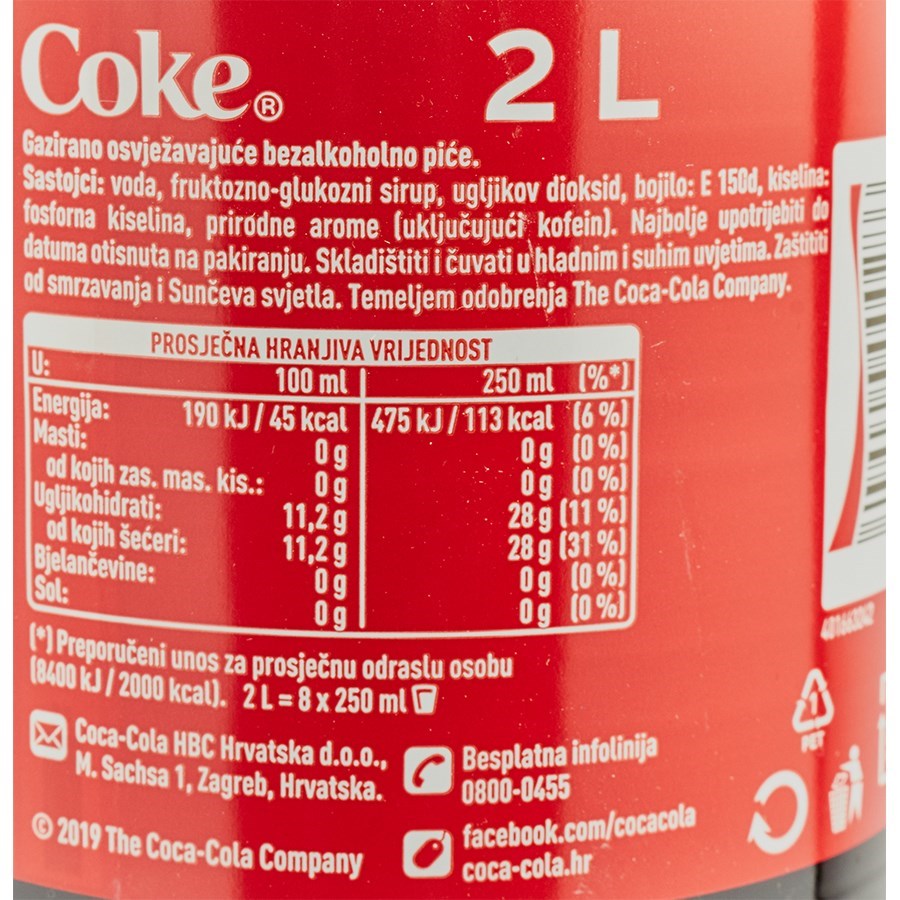 Coke® 2 L
Gazirano osvježavajuće bezalkoholno piće.
Sastojci: voda, fruktozno-glukozni sirup, ugljikov dioksid, bojilo: E 150d, kiselina:
fosforna kiselina, prirodne arome (uključujući kofein). Najbolje upotrijebiti do
datuma otisnuta na pakiranju. Skladištiti i čuvati u hladnim i suhim uvjetima. Zaštititi
od smrzavanja i Sunčeva svjetla. Temeljem odobrenja The Coca-Cola Company.
PROSJEČNA HRANJIVA VRIJEDNOST
U: 100 ml 250 ml (%*)
Energija: 190 kJ / 45 kcal 475 kJ / 113 kcal (6 %)
Masti: 0 g 0 g (0 %)
od kojih zas. mas. kis.: 0 g 0 g (0 %)
Ugljikohidrati: 11,2 g 28 g (11 %)
od kojih šećeri: 11,2 g 28 g (31 %)
Bjelančevine: 0 g 0 g (0 %)
Sol: 0 g 0 g (0 %)
(*) Preporučeni unos za prosječnu odraslu osobu
(8400 kJ / 2000 kcal). 2 L = 8 x 250 ml
Coca-Cola HBC Hrvatska d.o.o.,
M. Sachsa 1, Zagreb, Hrvatska.
Besplatna infolinija
0800-0455
© 2019 The Coca-Cola Company
facebook.com/cocacola
coca-cola.hr
1
PET